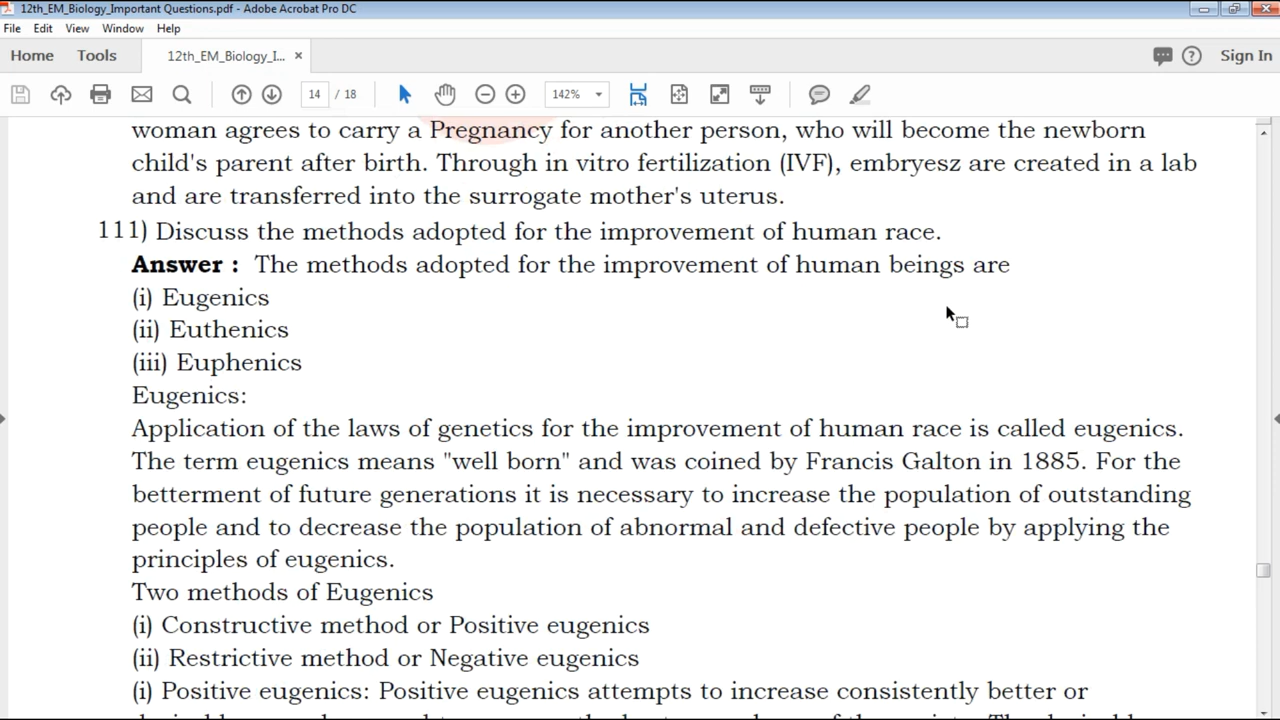 12th_EM_Biology_Important Questions.pdf - Adobe Acrobat Pro DC
File Edit View Window Help
Home Tools 12th_EM_Biology_I... × Sign In
14 / 18 142%
woman agrees to carry a Pregnancy for another person, who will become the newborn
child's parent after birth. Through in vitro fertilization (IVF), embryesz are created in a lab
and are transferred into the surrogate mother's uterus.
111) Discuss the methods adopted for the improvement of human race.
Answer : The methods adopted for the improvement of human beings are
(i) Eugenics
(ii) Euthenics
(iii) Euphenics
Eugenics:
Application of the laws of genetics for the improvement of human race is called eugenics.
The term eugenics means "well born" and was coined by Francis Galton in 1885. For the
betterment of future generations it is necessary to increase the population of outstanding
people and to decrease the population of abnormal and defective people by applying the
principles of eugenics.
Two methods of Eugenics
(i) Constructive method or Positive eugenics
(ii) Restrictive method or Negative eugenics
(i) Positive eugenics: Positive eugenics attempts to increase consistently better or